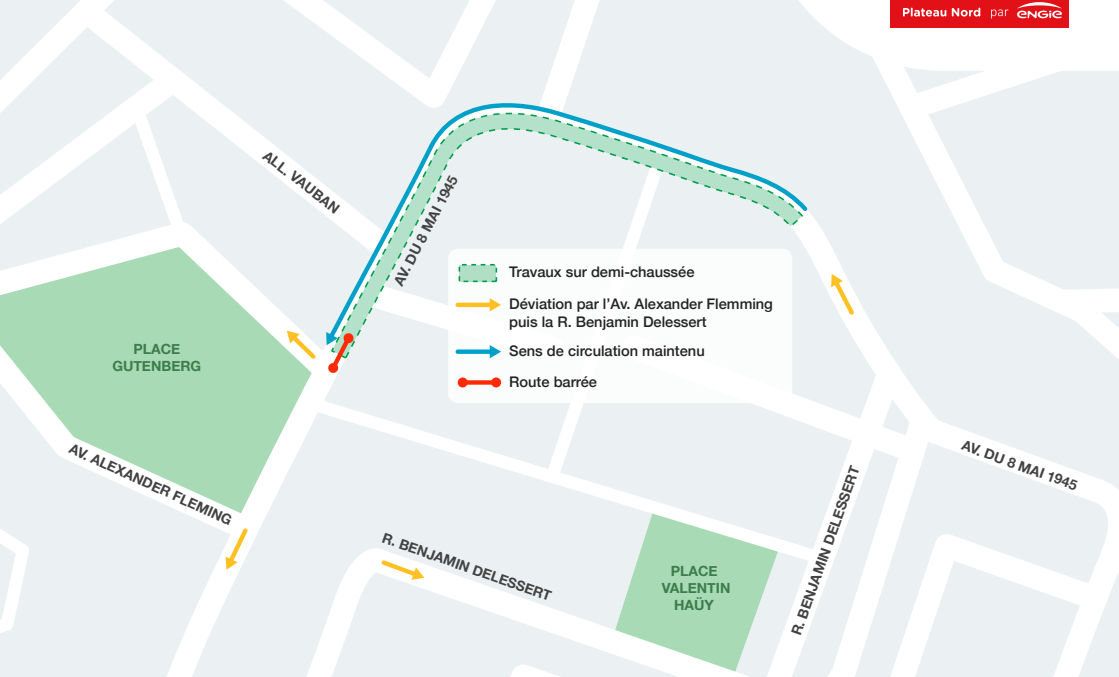 Plateau Nord par ENGIE
ALL. VAUBAN
AV. DU 8 MAI 1945
Travaux sur demi-chaussée
Déviation par l'Av. Alexander Flemming
puis la R. Benjamin Delessert
Sens de circulation maintenu
Route barrée
PLACE
GUTENBERG
AV. ALEXANDER FLEMING
AV. DU 8 MAI 1945
R. BENJAMIN DELESSERT
R. BENJAMIN DELESSERT
PLACE
VALENTIN
HAÜY